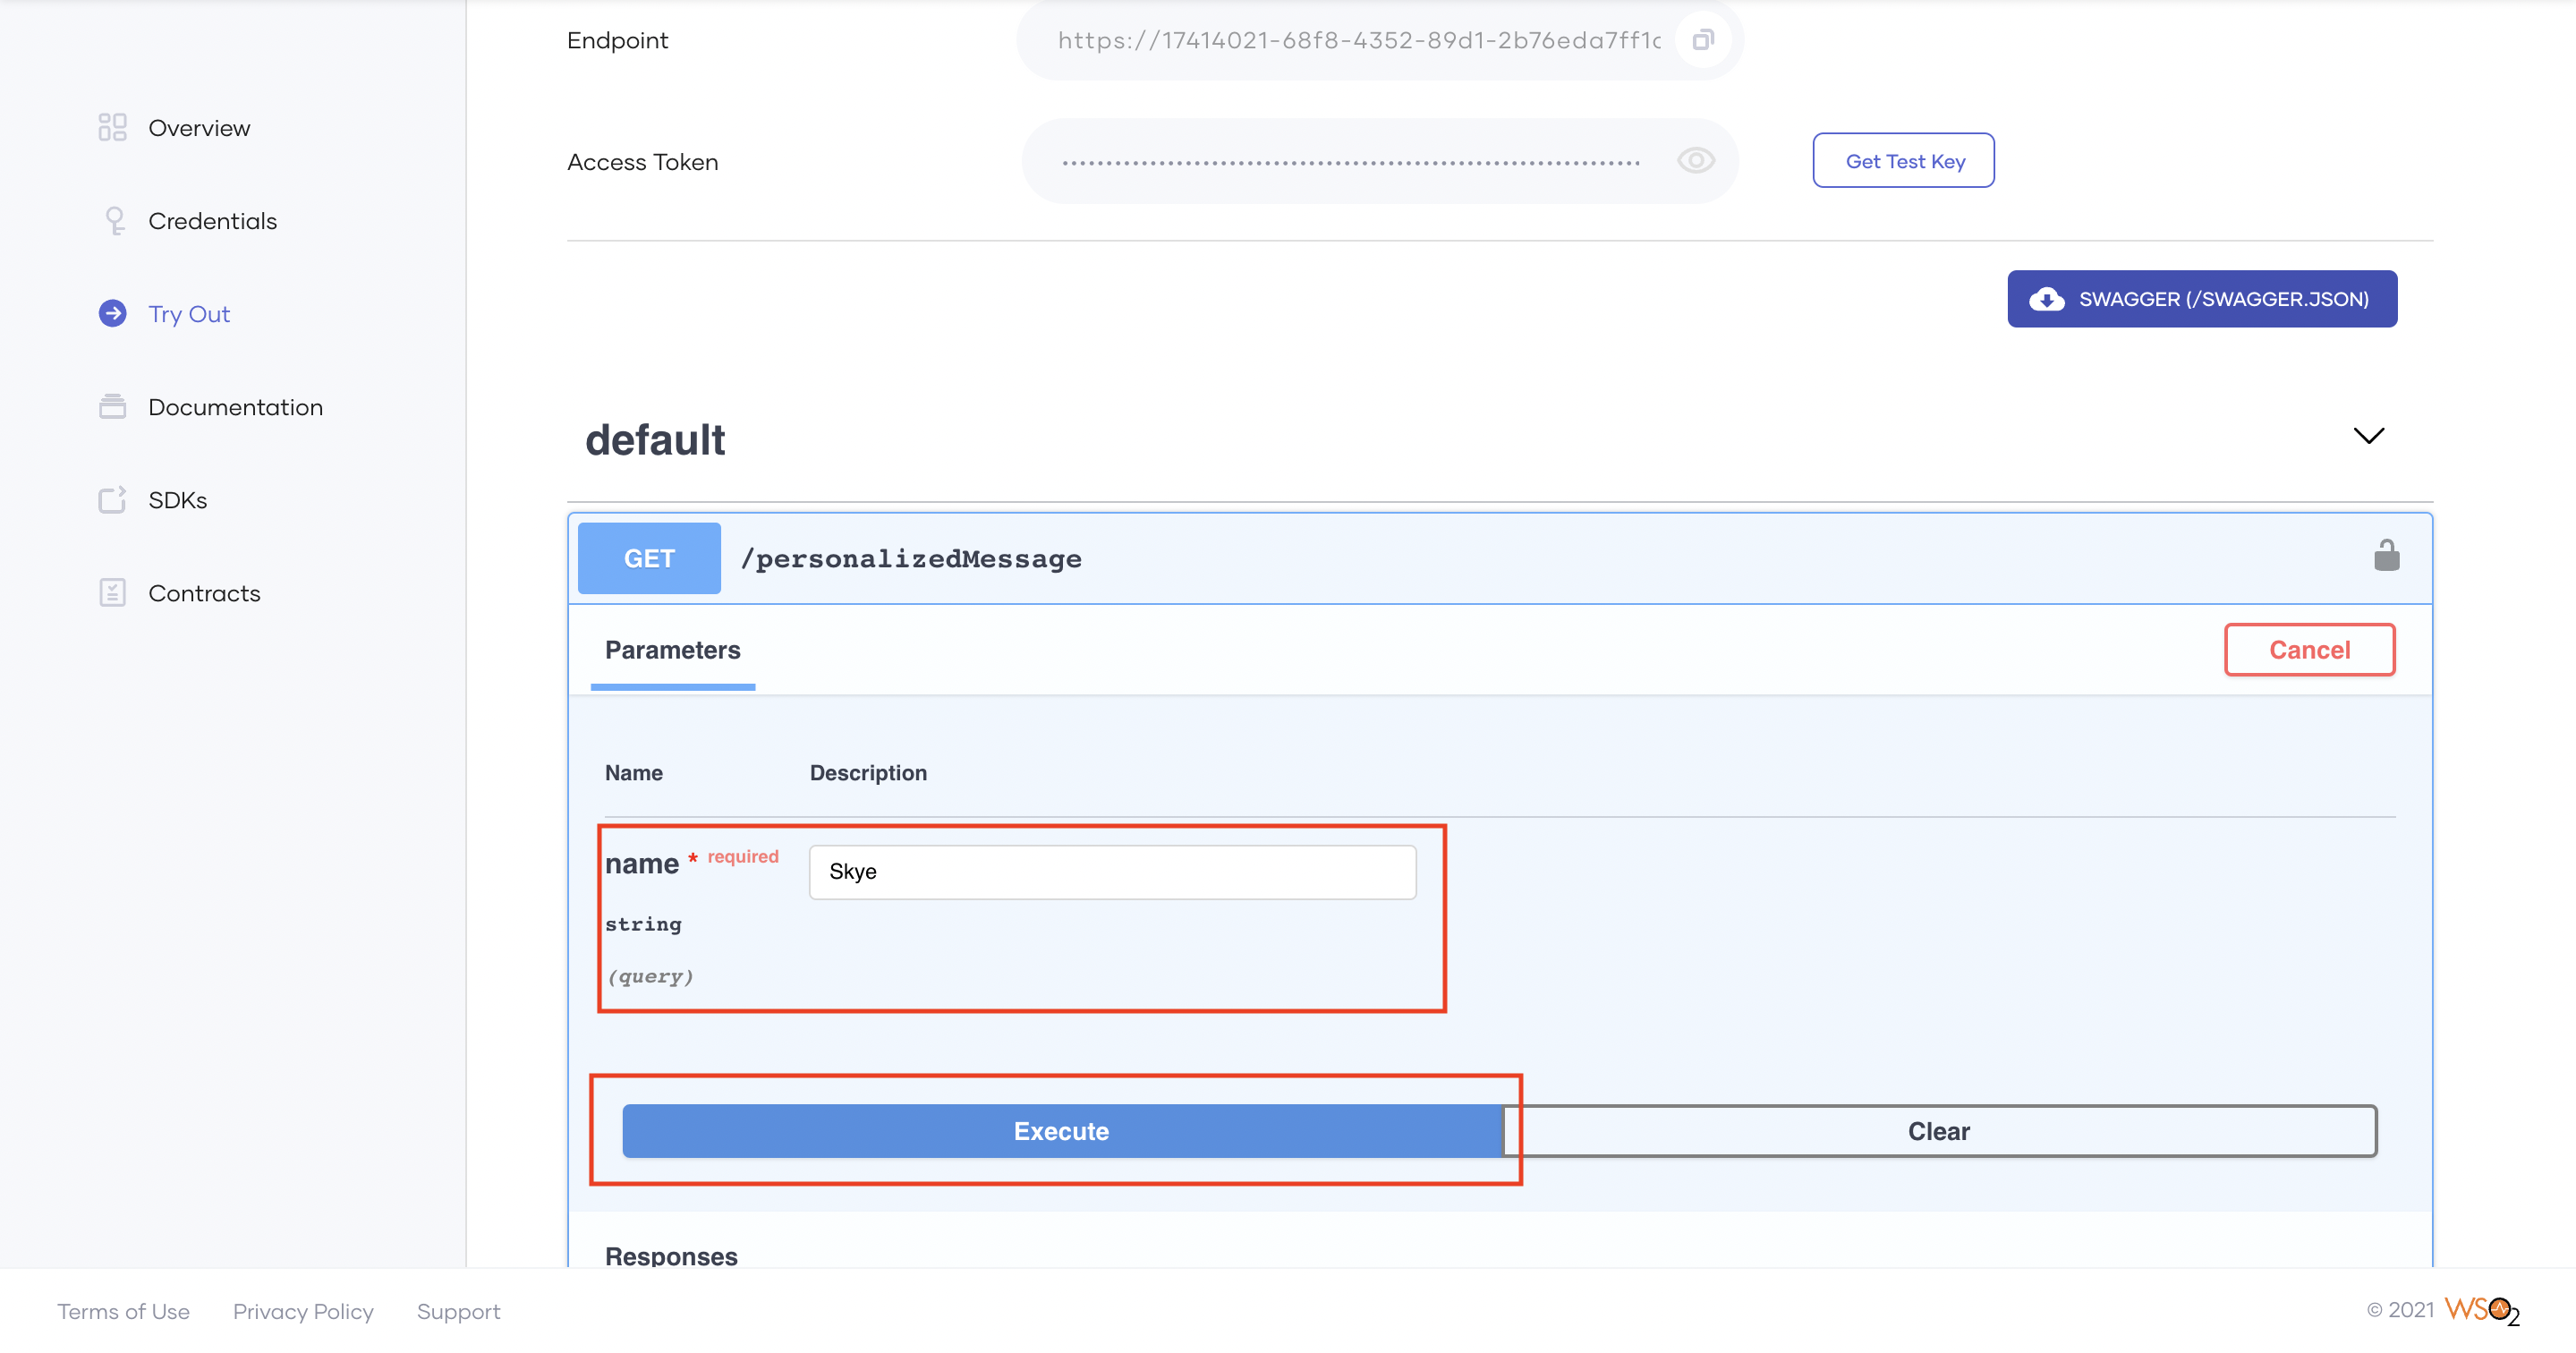 Endpoint
https://17414021-68f8-4352-89d1-2b76eda7ff1c
Access Token
Get Test Key
Overview
Credentials
Try Out
Documentation
SDKs
Contracts
SWAGGER (/SWAGGER.JSON)
default
GET /personalizedMessage
Parameters
Cancel
Name Description
name * required
Skye
string
(query)
Execute
Clear
Responses
Terms of Use Privacy Policy Support
© 2021 WSO2